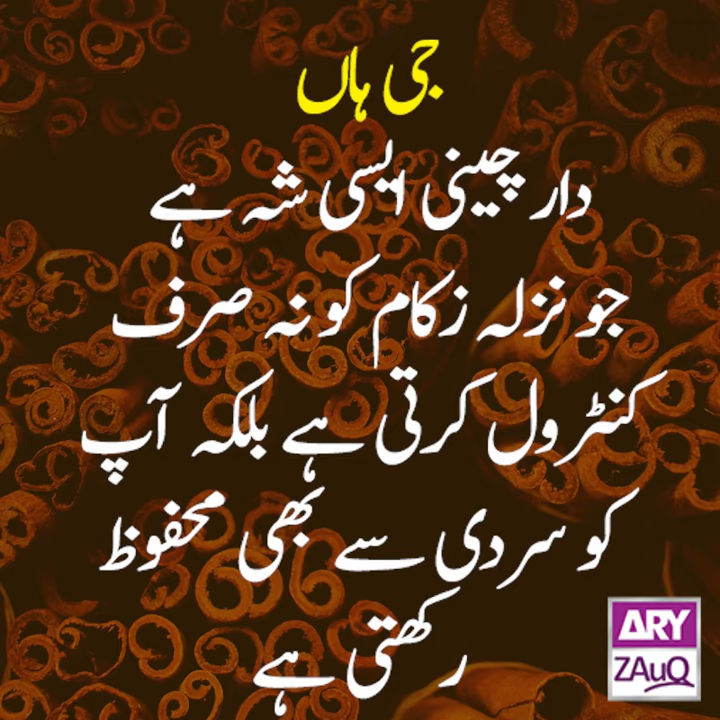 جی ہاں
دار چینی ایسی شہ ہے
جو نزلہ زکام کو نہ صرف
کنٹرول کرتی ہے بلکہ آپ
کو سردی سے بھی محفوظ
رکھتی ہے
ARY
ZAuQ